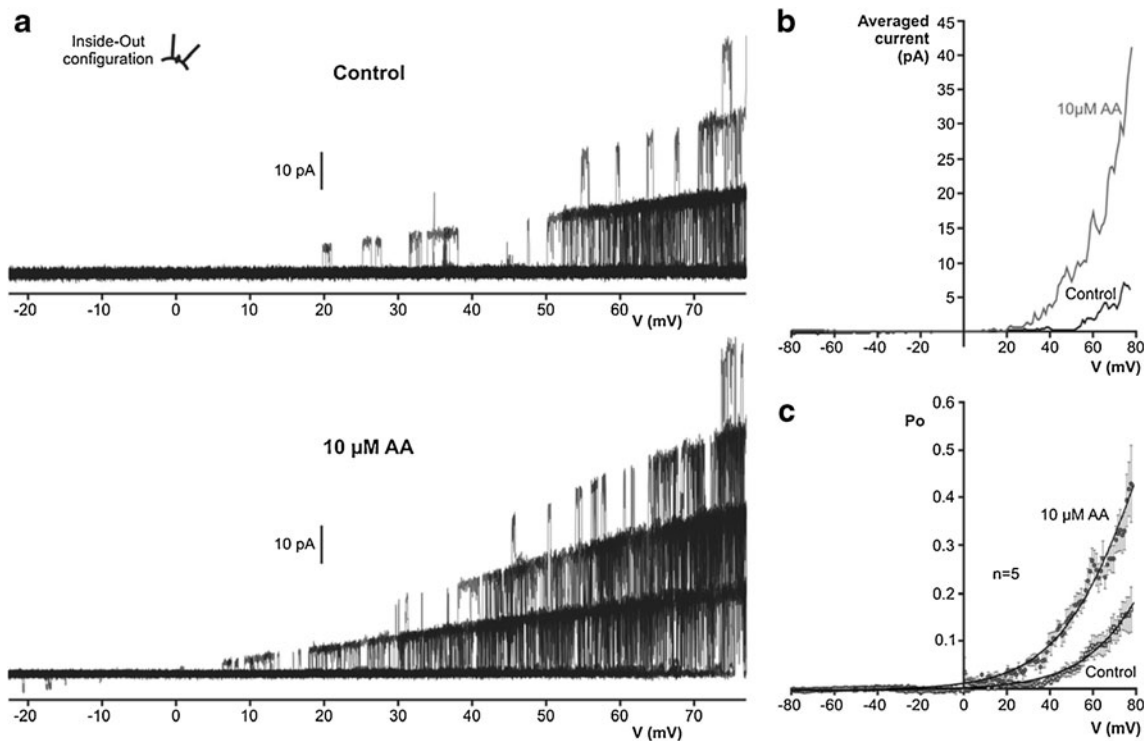 a
Inside-Out
configuration
Control
10 pA
-20 -10 0 10 20 30 40 50 60 70
V (mV)
10 µM AA
10 pA
-20 -10 0 10 20 30 40 50 60 70
V (mV)
b
Averaged
current
(pA)
45
40
35
30
25
20
15
10
5
10µM AA
Control
-80 -60 -40 -20 20 40 60 80
V (mV)
c
Po
0.6
0.5
0.4
0.3
0.2
0.1
10 µM AA
n=5
Control
-80 -60 -40 -20 0 20 40 60 80
V (mV)